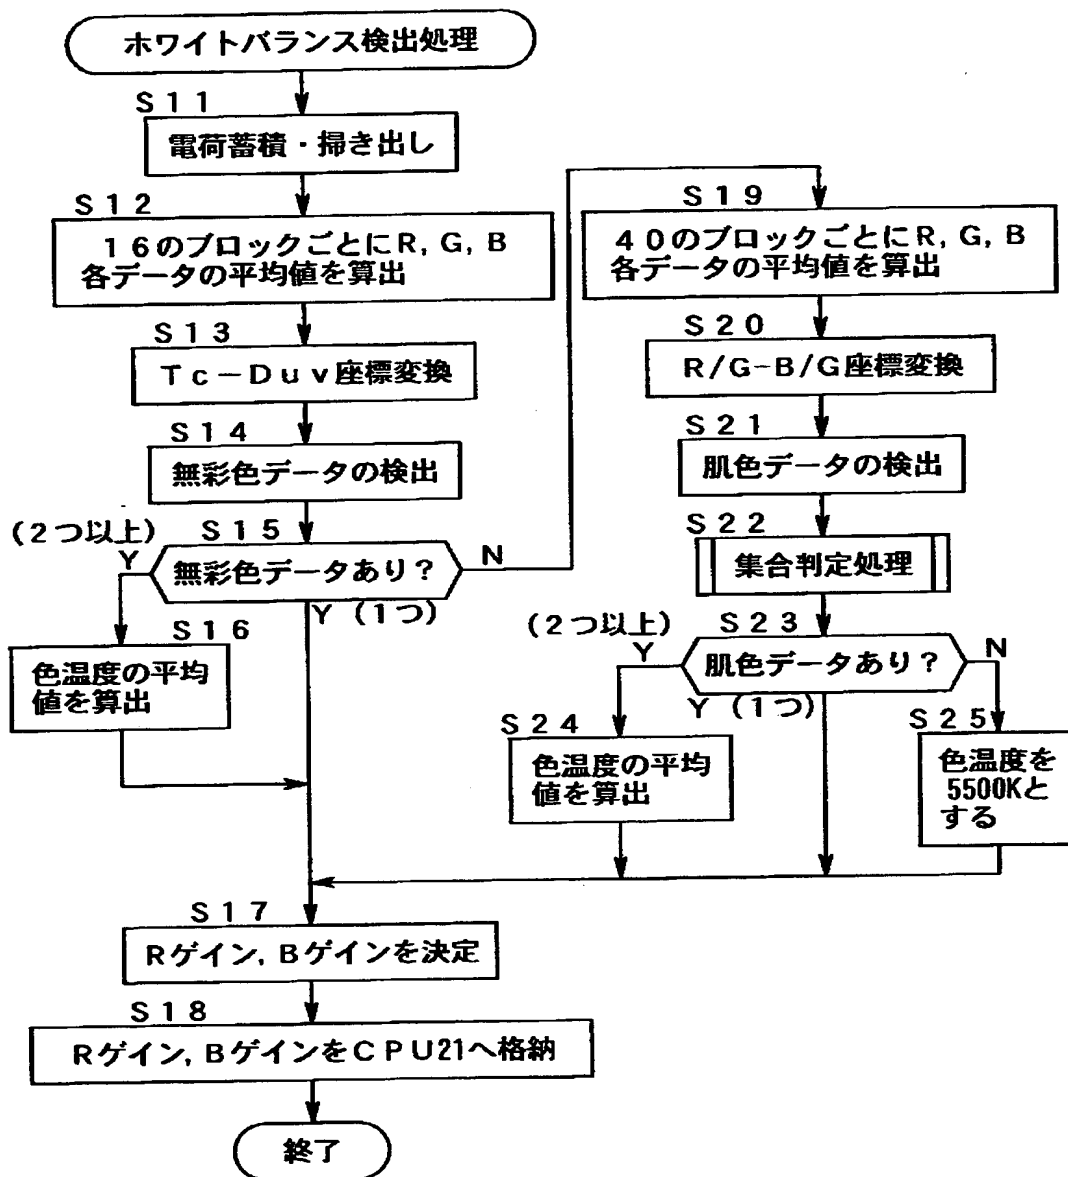 ホワイトバランス検出処理
S11
電荷蓄積・掃き出し
S12
16のブロックごとにR, G, B
各データの平均値を算出
S13
Tc−Duv座標変換
S14
無彩色データの検出
S15
(2つ以上)
Y
無彩色データあり?
N
Y (1つ)
S16
色温度の平均
値を算出
S19
40のブロックごとにR, G, B
各データの平均値を算出
S20
R/G−B/G座標変換
S21
肌色データの検出
S22
集合判定処理
S23
(2つ以上)
Y
肌色データあり?
N
Y (1つ)
S24
色温度の平均
値を算出
S25
色温度を
5500Kと
する
S17
Rゲイン, Bゲインを決定
S18
Rゲイン, BゲインをCPU21へ格納
終了